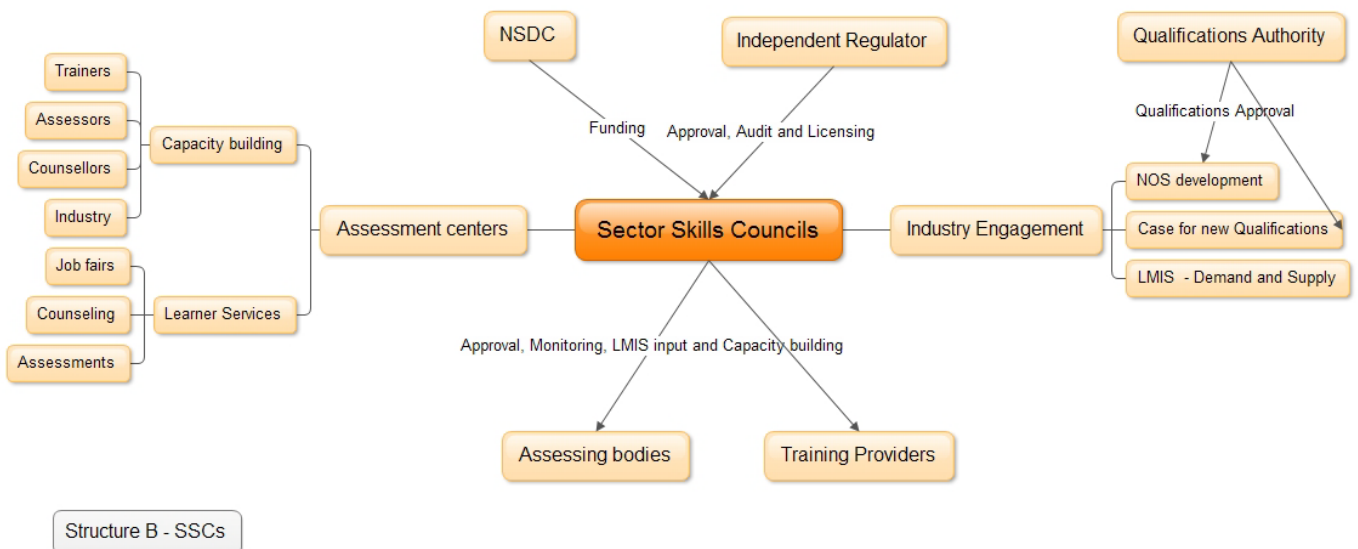 NSDC
Independent Regulator
Qualifications Authority
Trainers
Assessors
Capacity building
Counsellors
Industry
Funding
Approval, Audit and Licensing
Qualifications Approval
NOS development
Assessment centers
Sector Skills Councils
Industry Engagement
Case for new Qualifications
LMIS  - Demand and Supply
Job fairs
Counseling
Learner Services
Assessments
Approval, Monitoring, LMIS input and Capacity building
Assessing bodies
Training Providers
Structure B - SSCs